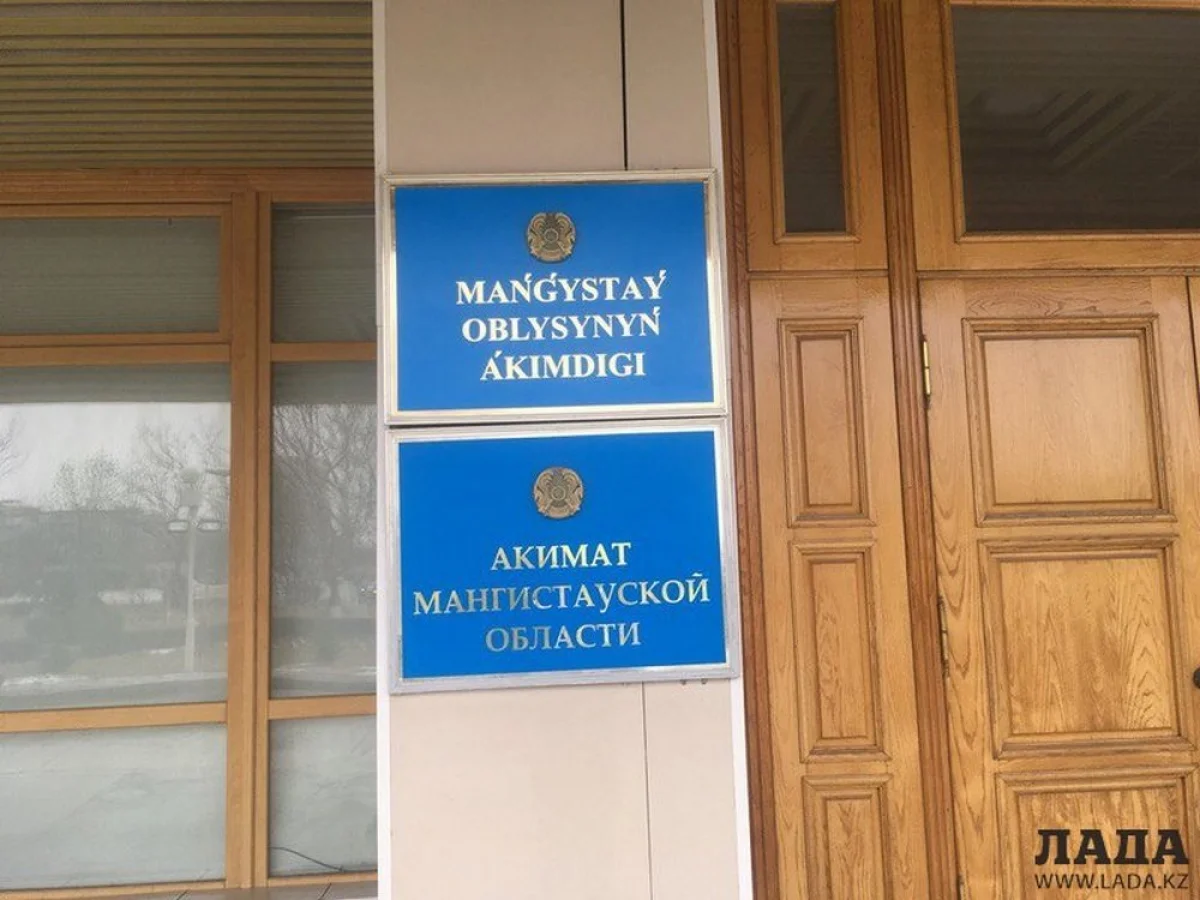 MAŃǴYSTAÝ
OBLYSYNYŃ
ÁKIMDIGI
АКИМАТ
МАНГИСТАУСКОЙ
ОБЛАСТИ
ЛАДА
WWW.LADA.KZ